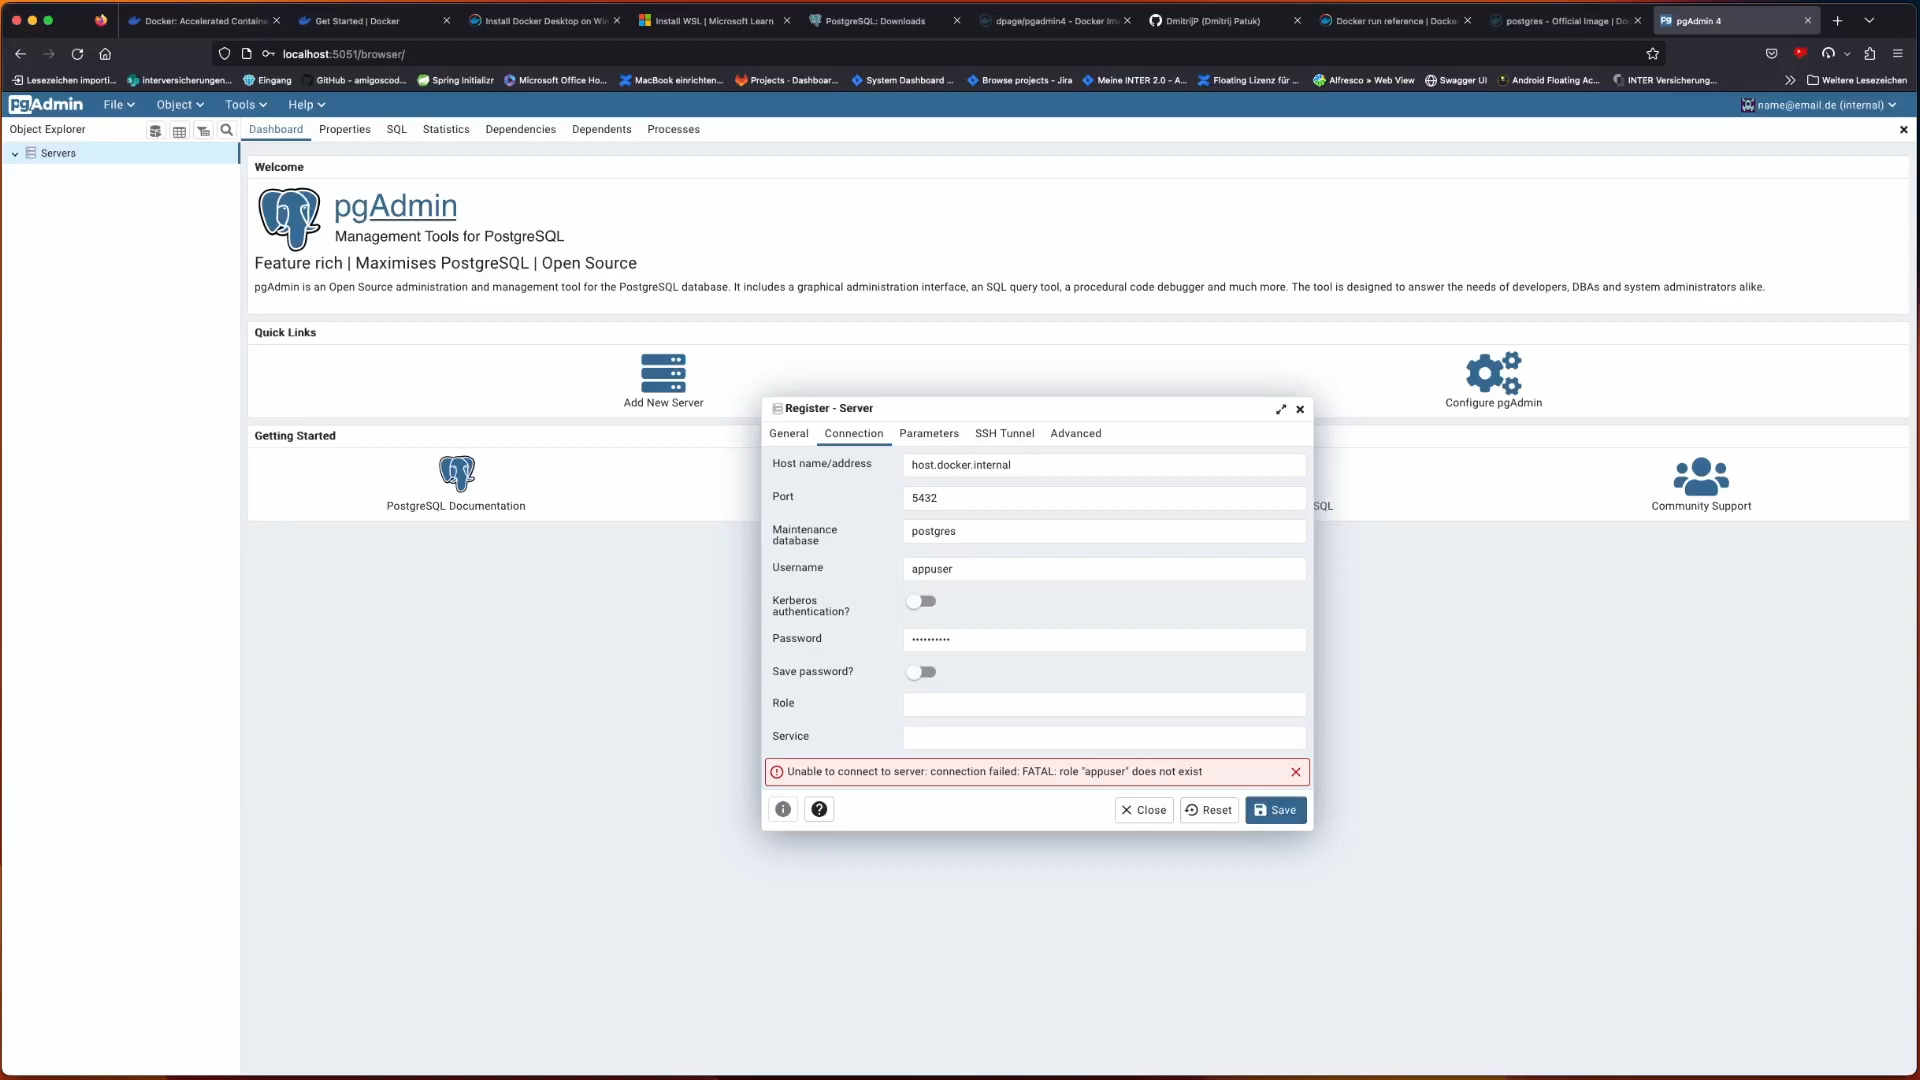 Docker: Accelerated Containe
Get Started | Docker
Install Docker Desktop on Win
Install WSL | Microsoft Learn
PostgreSQL: Downloads
dpage/pgadmin4 - Docker Im
DmitrijP (Dmitrij Patuk)
Docker run reference | Docke
postgres - Official Image | Do
pgAdmin 4
localhost:5051/browser/
Lesezeichen importi...
interversicherungen...
Eingang
GitHub - amigoscod...
Spring Initializr
Microsoft Office Ho...
MacBook einrichten...
Projects · Dashboar...
System Dashboard ...
Browse projects - Jira
Meine INTER 2.0 - A...
Floating Lizenz für ...
Alfresco » Web View
Swagger UI
Android Floating Ac...
INTER Versicherung...
Weitere Lesezeichen
pgAdmin
File
Object
Tools
Help
name@email.de (internal)
Object Explorer
Dashboard
Properties
SQL
Statistics
Dependencies
Dependents
Processes
Servers
Welcome
pgAdmin
Management Tools for PostgreSQL
Feature rich | Maximises PostgreSQL | Open Source
pgAdmin is an Open Source administration and management tool for the PostgreSQL database. It includes a graphical administration interface, an SQL query tool, a procedural code debugger and much more. The tool is designed to answer the needs of developers, DBAs and system administrators alike.
Quick Links
Add New Server
Configure pgAdmin
Getting Started
PostgreSQL Documentation
SQL
Community Support
Register - Server
General
Connection
Parameters
SSH Tunnel
Advanced
Host name/address
host.docker.internal
Port
5432
Maintenance
database
postgres
Username
appuser
Kerberos
authentication?
Password
••••••••••
Save password?
Role
Service
Unable to connect to server: connection failed: FATAL: role "appuser" does not exist
Close
Reset
Save